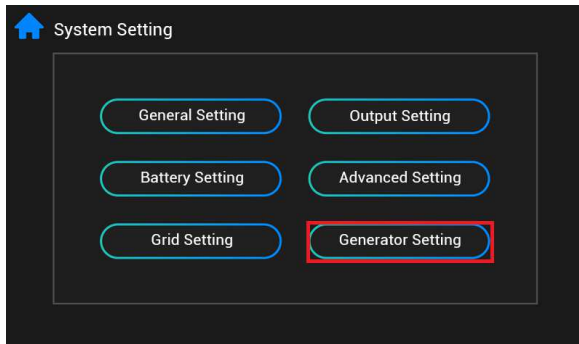 System Setting
General Setting
Output Setting
Battery Setting
Advanced Setting
Grid Setting
Generator Setting